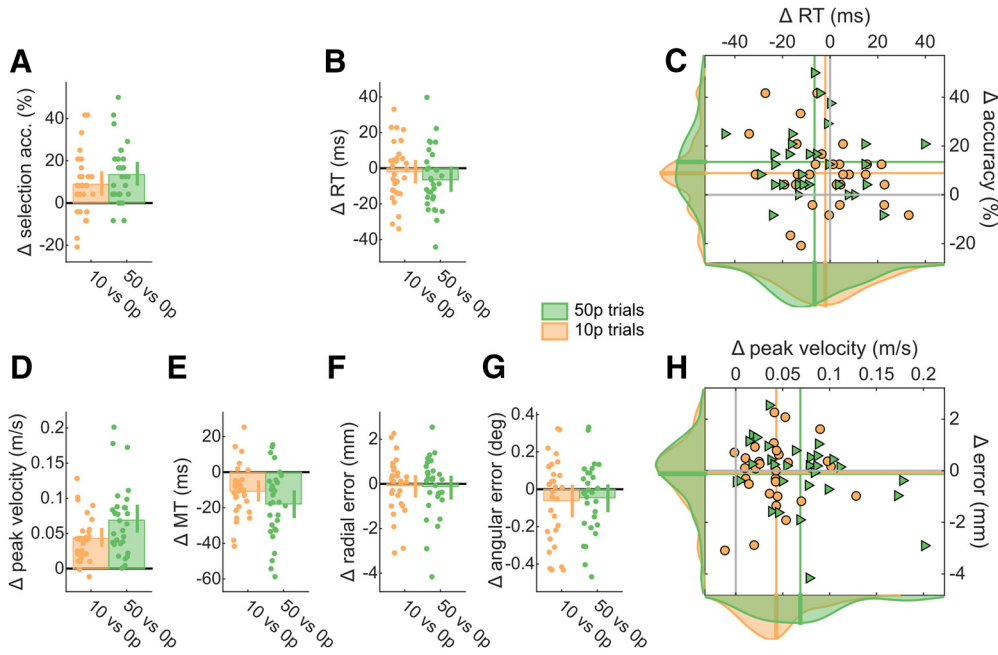 A
Δ selection acc. (%)
40
20
0
-20
10 vs 0p
50 vs 0p
B
Δ RT (ms)
40
20
0
-20
-40
10 vs 0p
50 vs 0p
C
Δ RT (ms)
-40 -20 0 20 40
Δ accuracy (%)
40
20
0
-20
50p trials
10p trials
D
Δ peak velocity (m/s)
0.2
0.15
0.1
0.05
0
10 vs 0p
50 vs 0p
E
Δ MT (ms)
20
0
-20
-40
-60
10 vs 0p
50 vs 0p
F
Δ radial error (mm)
2
0
-2
-4
10 vs 0p
50 vs 0p
G
Δ angular error (deg)
0.4
0.2
0
-0.2
-0.4
10 vs 0p
50 vs 0p
H
Δ peak velocity (m/s)
0 0.05 0.1 0.15 0.2
Δ error (mm)
2
0
-2
-4